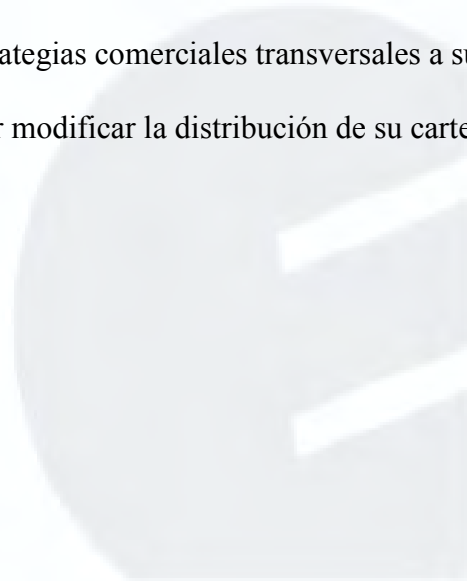 ategias comerciales transversales a su
modificar la distribución de su carte